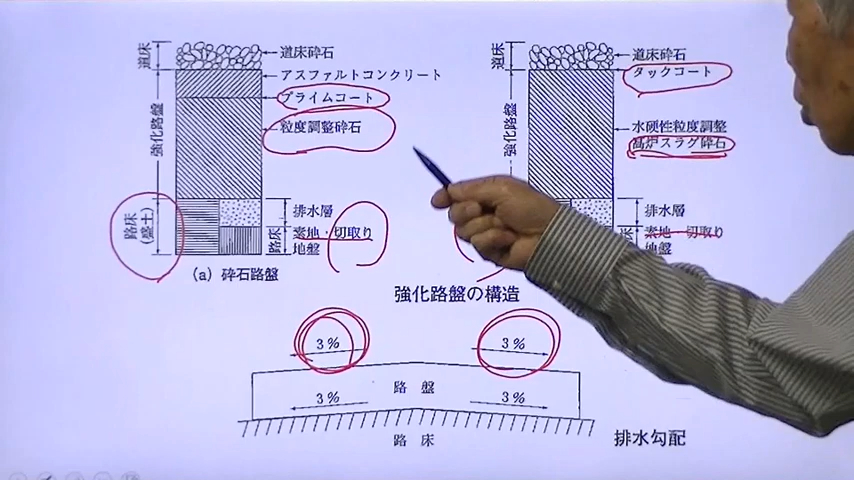 道床
道床砕石
アスファルトコンクリート
プライムコート
粒度調整砕石
強化路盤
路床
(盛土)
排水層
路床
素地・切取り
地盤
(a) 砕石路盤
道床
道床砕石
タックコート
強化路盤
水硬性粒度調整
高炉スラグ砕石
排水層
床
素地・切取り
地盤
強化路盤の構造
3%
3%
路盤
3%
3%
路床
排水勾配